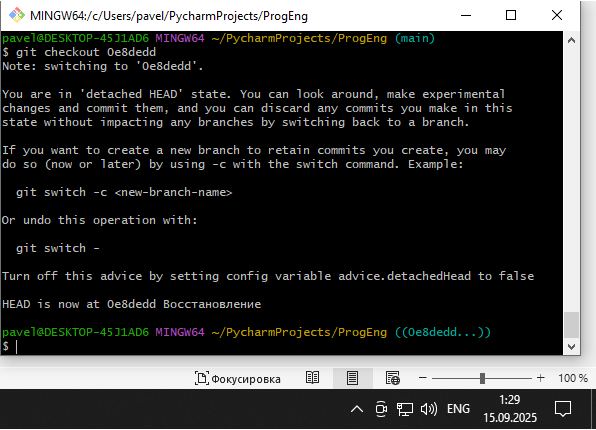 MINGW64:/c/Users/pavel/PycharmProjects/ProgEng
pavel@DESKTOP-45J1AD6 MINGW64 ~/PycharmProjects/ProgEng (main)
$ git checkout 0e8dedd
Note: switching to '0e8dedd'.
You are in 'detached HEAD' state. You can look around, make experimental
changes and commit them, and you can discard any commits you make in this
state without impacting any branches by switching back to a branch.
If you want to create a new branch to retain commits you create, you may
do so (now or later) by using -c with the switch command. Example:
git switch -c <new-branch-name>
Or undo this operation with:
git switch -
Turn off this advice by setting config variable advice.detachedHead to false
HEAD is now at 0e8dedd Восстановление
pavel@DESKTOP-45J1AD6 MINGW64 ~/PycharmProjects/ProgEng ((0e8dedd...))
$
Фокусировка
100 %
ENG
1:29
15.09.2025